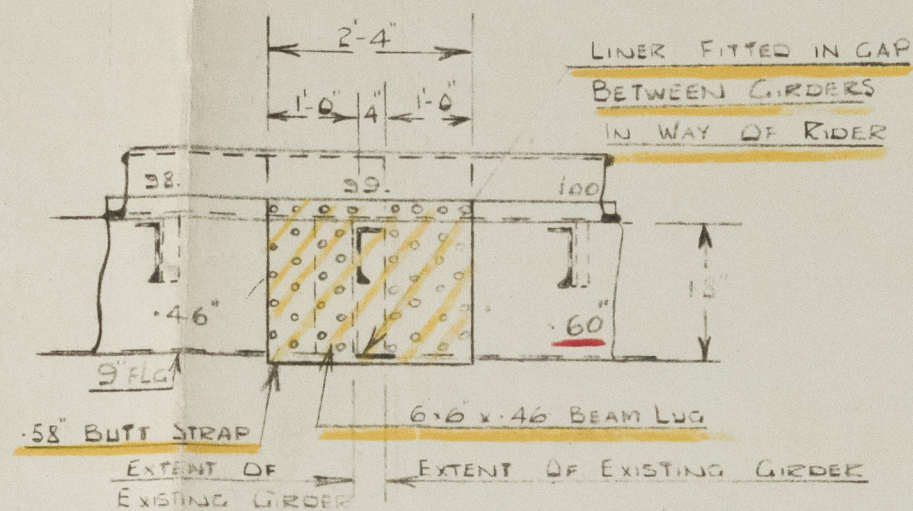 2'-4"
LINER FITTED IN GAP
BETWEEN GIRDERS
IN WAY OF RIDER
1'-0" 4" 1'-0"
98. 99. 100
.46" .60"
9" FLG
.58" BUTT STRAP
6×6"×.46 BEAM LUG
EXTENT OF
EXISTING GIRDER
EXTENT OF EXISTING GIRDER